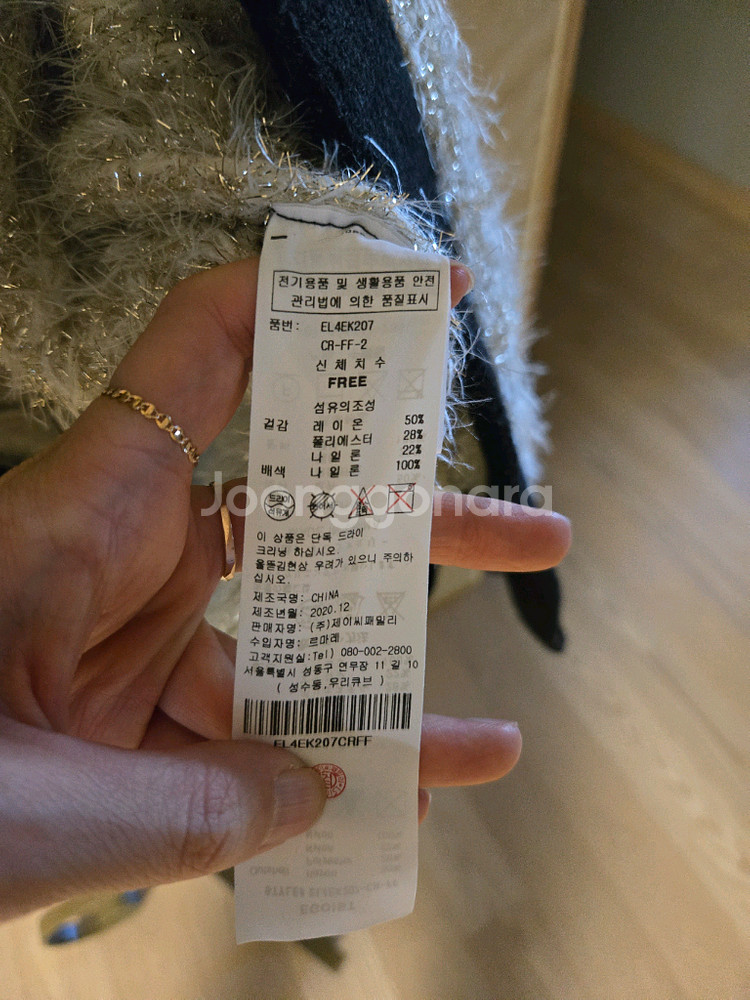 전기용품 및 생활용품 안전
관리법에 의한 품질표시
품번: EL4EK207
CR-FF-2
신 체 치 수
FREE
섬유의조성
겉감 레 이 온 50%
폴리에스터 28%
나 일 론 22%
배색 나 일 론 100%
드라이
Joonggonara
이 상품은 단독 드라이
크리닝 하십시오.
올뜯김현상 우려가 있으니 주의하
십시오.
제조국명: CHINA
제조년월: 2020.12
판매자명: (주)제이씨패밀리
수입자명: 르마레
고객지원실:Tel) 080-002-2800
서울특별시 성동구 연무장 11 길 10
( 성수동,우리큐브 )
EL4EK207CRFF